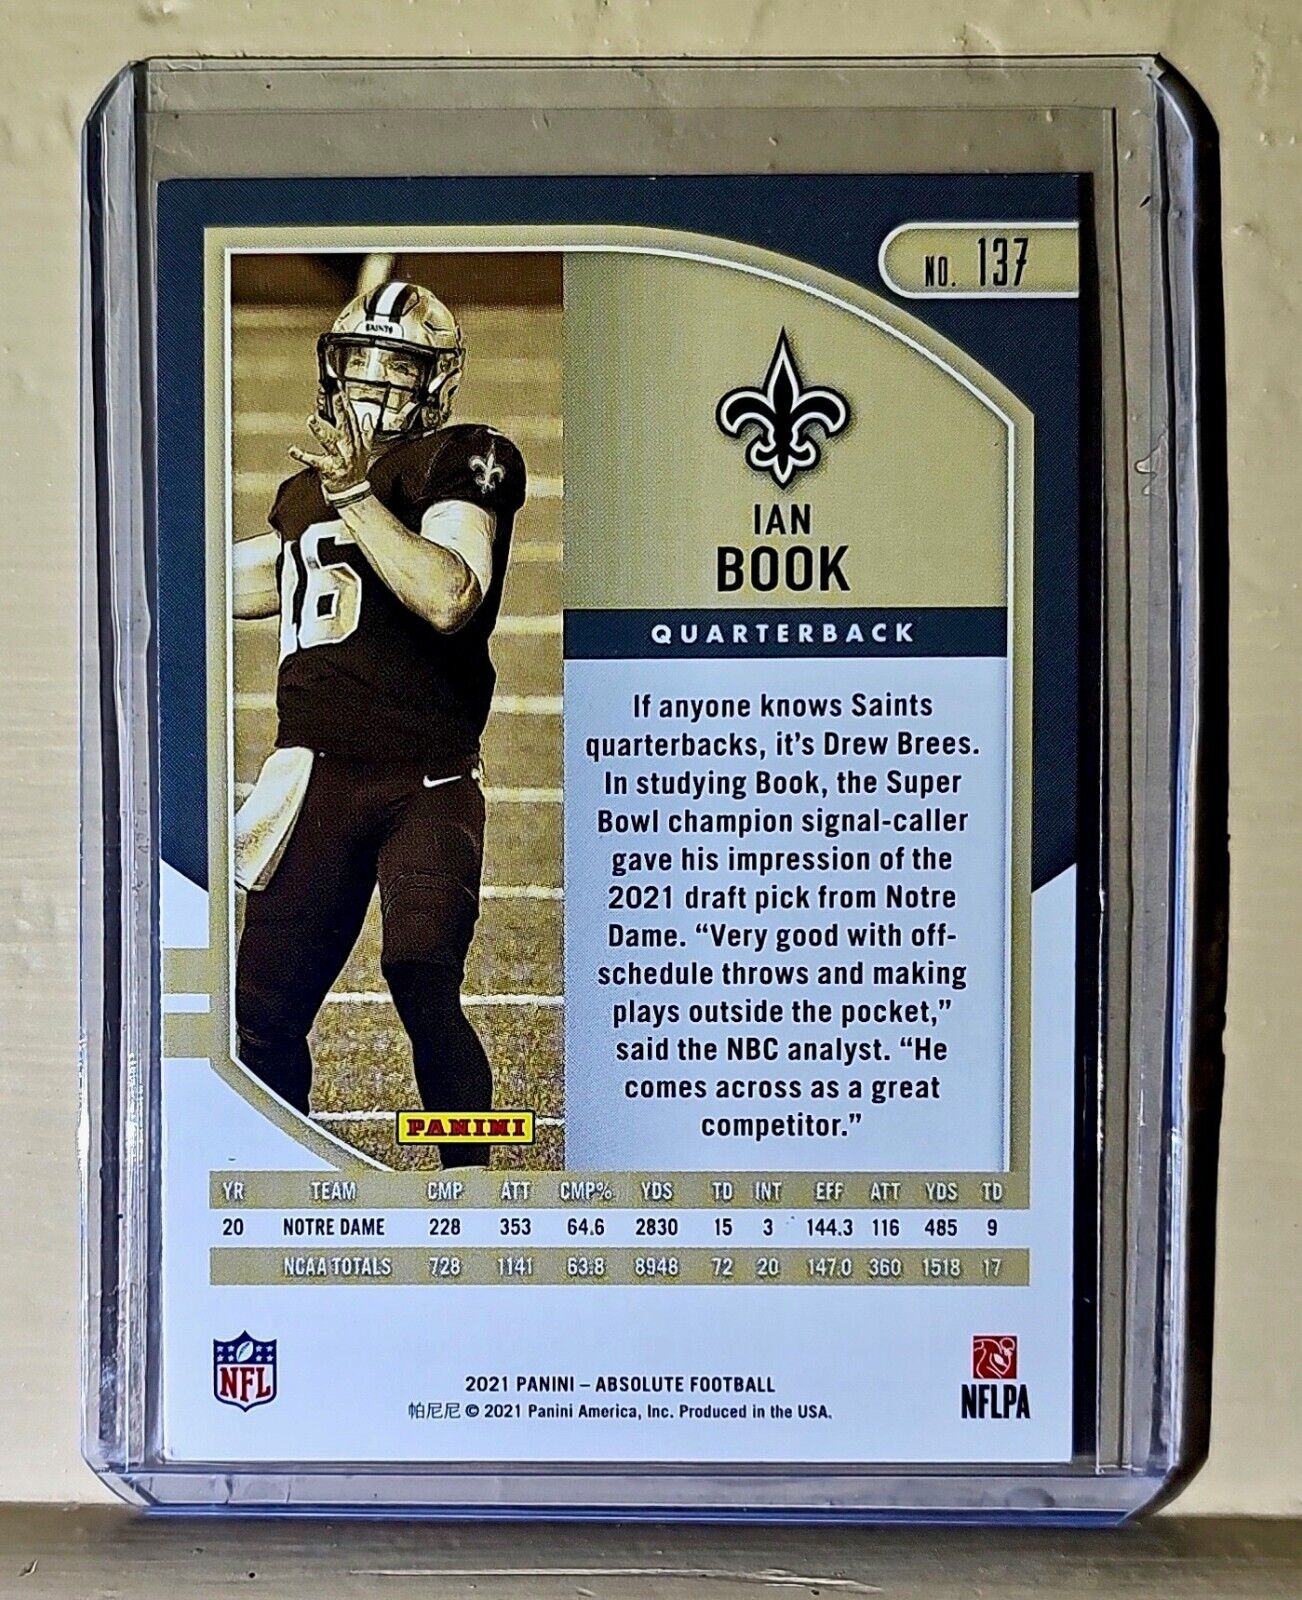 NO. 137
SAINTS
16
IAN
BOOK
QUARTERBACK
If anyone knows Saints
quarterbacks, it's Drew Brees.
In studying Book, the Super
Bowl champion signal-caller
gave his impression of the
2021 draft pick from Notre
Dame. “Very good with off-
schedule throws and making
plays outside the pocket,”
said the NBC analyst. “He
comes across as a great
competitor.”
PANINI
YR TEAM CMP ATT CMP% YDS TD INT EFF ATT YDS TD
20 NOTRE DAME 228 353 64.6 2830 15 3 144.3 116 485 9
NCAA TOTALS 728 1141 63.8 8948 72 20 147.0 360 1518 17
NFL
2021 PANINI – ABSOLUTE FOOTBALL
帕尼尼 © 2021 Panini America, Inc. Produced in the USA.
NFLPA